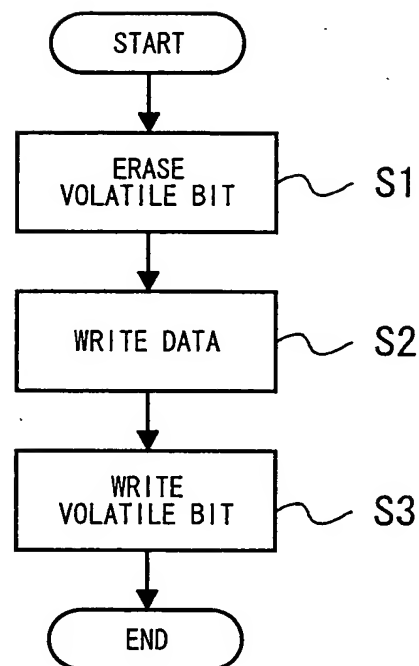 START
ERASE
VOLATILE BIT
S1
WRITE DATA
S2
WRITE
VOLATILE BIT
S3
END